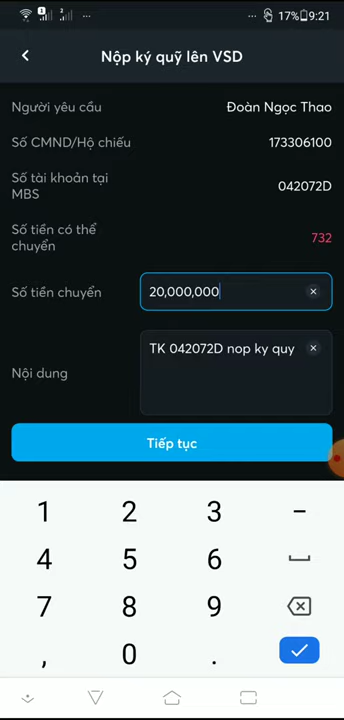 1 2 ... ... 17% 9:21
Nộp ký quỹ lên VSD
Người yêu cầu Đoàn Ngọc Thao
Số CMND/Hộ chiếu 173306100
Số tài khoản tại
MBS 042072D
Số tiền có thể
chuyển 732
Số tiền chuyển 20,000,000
Nội dung TK 042072D nop ky quy
Tiếp tục
1 2 3 -
4 5 6
7 8 9
, 0 .